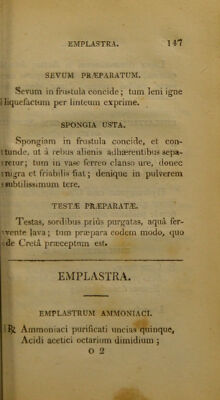 EMPLASTRA. 147
SEVUM PRÆPARATUM.
Sevum in frustula concide; tum leni igne
liquefactum per linteum exprime.
SPONGIA USTA.
Spongiam in frustula concide, et con-
tunde, ut à rebus alienis adhærentibus sepa-
retur; tum in vase ferreo clauso ure, donec
nigra et friabilis fiat; denique in pulverem
subtilissimum tere.
TESTÆ PRÆPARATÆ.
Testas, sordibus priùs purgatas, aquâ fer-
vente lava; tum præpara eodem modo, quo
de Cretâ præceptum est.
EMPLASTRA.
EMPLASTRUM AMMONIACI.
℞ Ammoniaci purificati uncias quinque,
Acidi acetici octarium dimidium;
O 2